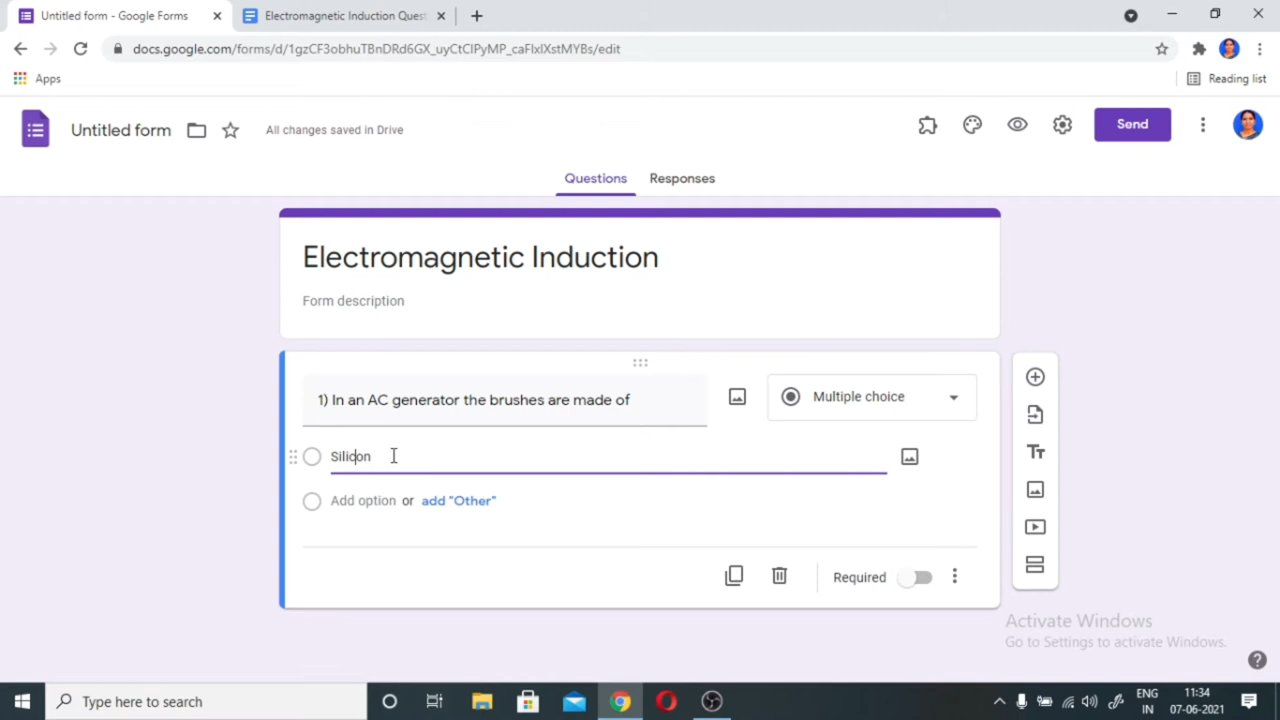 Untitled form - Google Forms
Electromagnetic Induction Quest
docs.google.com/forms/d/1gzCF3obhuTBnDRd6GX_uyCtCIPyMP_caFlxlXstMYBs/edit
Apps
Reading list
Untitled form
All changes saved in Drive
Send
Questions
Responses
Electromagnetic Induction
Form description
1) In an AC generator the brushes are made of
Multiple choice
Silicon
Add option or add "Other"
Required
Activate Windows
Go to Settings to activate Windows.
Type here to search
ENG
IN
11:34
07-06-2021